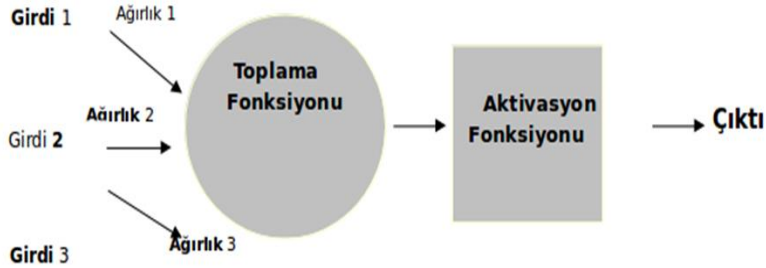 Girdi 1
Ağırlık 1
Toplama
Fonksiyonu
Ağırlık 2
Girdi 2
Aktivasyon
Fonksiyonu
Çıktı
Ağırlık 3
Girdi 3